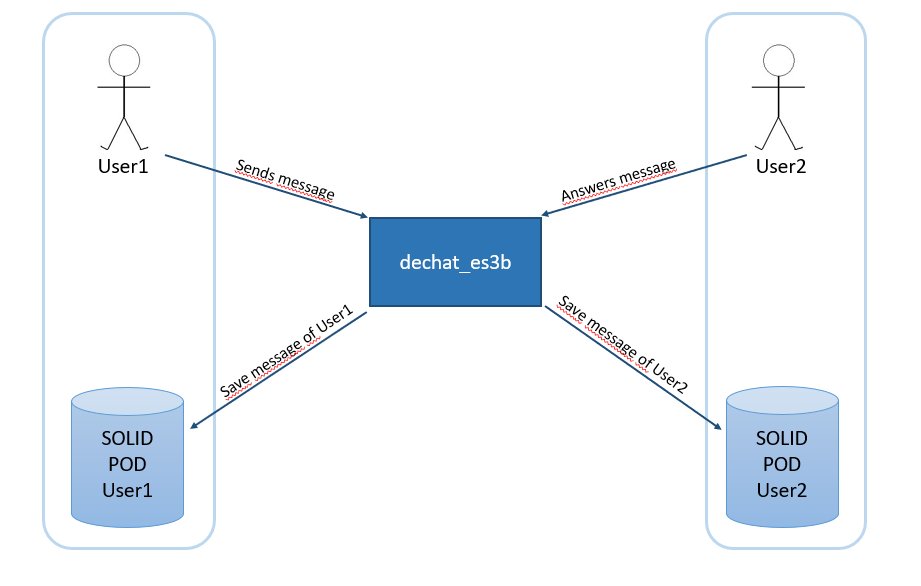 User1
User2
Sends message
Answers message
dechat_es3b
Save message of User1
Save message of User2
SOLID
POD
User1
SOLID
POD
User2